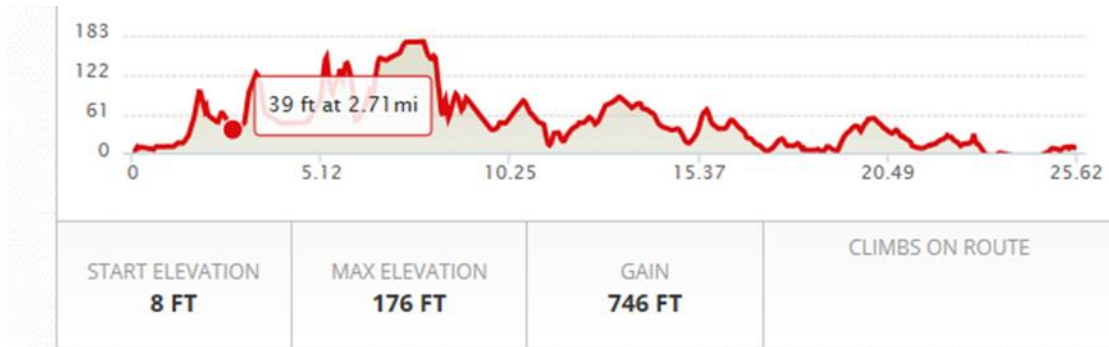 183
122
61
0
39 ft at 2.71mi
0 5.12 10.25 15.37 20.49 25.62
START ELEVATION
8 FT
MAX ELEVATION
176 FT
GAIN
746 FT
CLIMBS ON ROUTE